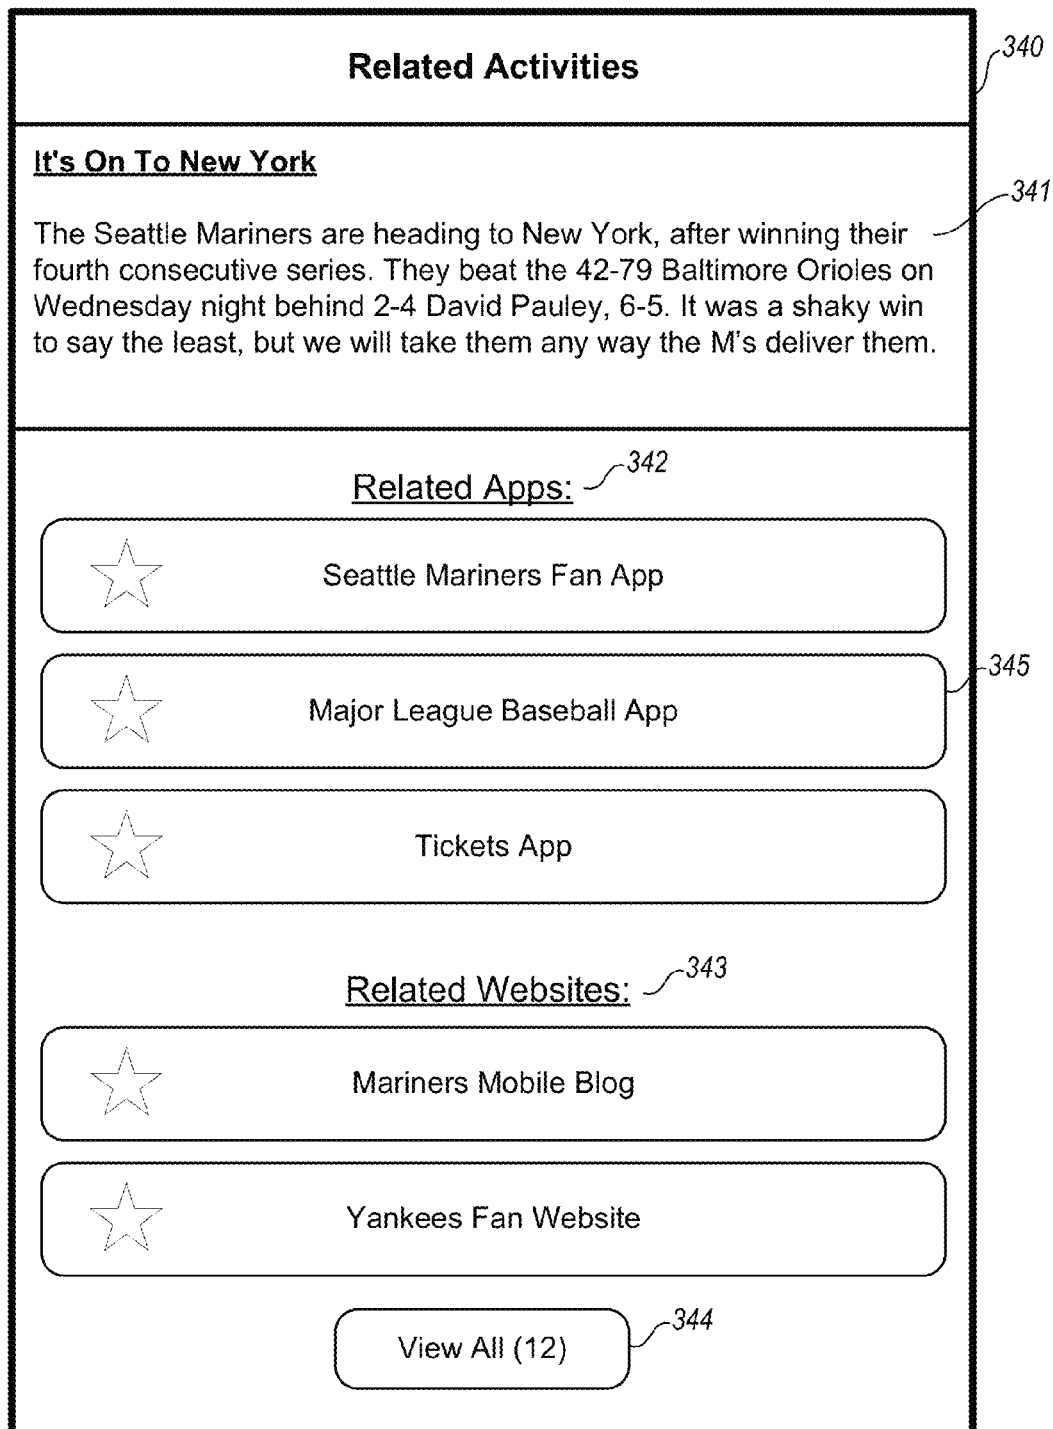 Related Activities
340
It's On To New York
341
The Seattle Mariners are heading to New York, after winning their
fourth consecutive series. They beat the 42-79 Baltimore Orioles on
Wednesday night behind 2-4 David Pauley, 6-5. It was a shaky win
to say the least, but we will take them any way the M's deliver them.
Related Apps:
342
Seattle Mariners Fan App
345
Major League Baseball App
Tickets App
Related Websites:
343
Mariners Mobile Blog
Yankees Fan Website
View All (12)
344